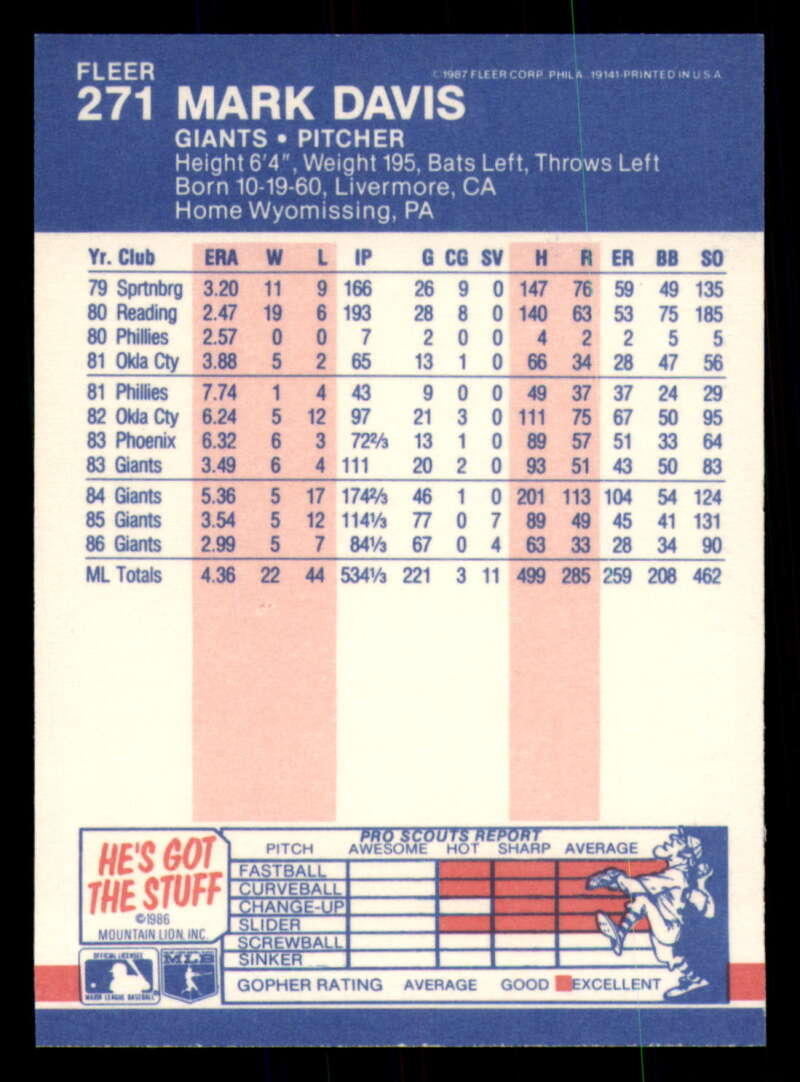 FLEER
©1987 FLEER CORP. PHILA. 19141-PRINTED IN U.S.A.
271 MARK DAVIS
GIANTS • PITCHER
Height 6'4", Weight 195, Bats Left, Throws Left
Born 10-19-60, Livermore, CA
Home Wyomissing, PA
Yr. Club ERA W L IP G CG SV H R ER BB SO
79 Sprtnbrg 3.20 11 9 166 26 9 0 147 76 59 49 135
80 Reading 2.47 19 6 193 28 8 0 140 63 53 75 185
80 Phillies 2.57 0 0 7 2 0 0 4 2 2 5 5
81 Okla Cty 3.88 5 2 65 13 1 0 66 34 28 47 56
81 Phillies 7.74 1 4 43 9 0 0 49 37 37 24 29
82 Okla Cty 6.24 5 12 97 21 3 0 111 75 67 50 95
83 Phoenix 6.32 6 3 72⅔ 13 1 0 89 57 51 33 64
83 Giants 3.49 6 4 111 20 2 0 93 51 43 50 83
84 Giants 5.36 5 17 174⅔ 46 1 0 201 113 104 54 124
85 Giants 3.54 5 12 114⅓ 77 0 7 89 49 45 41 131
86 Giants 2.99 5 7 84⅓ 67 0 4 63 33 28 34 90
ML Totals 4.36 22 44 534⅓ 221 3 11 499 285 259 208 462
HE'S GOT
THE STUFF
©1986
MOUNTAIN LION, INC.
OFFICIAL LICENSEE
MAJOR LEAGUE BASEBALL
MLB
PRO SCOUTS REPORT
PITCH AWESOME HOT SHARP AVERAGE
FASTBALL
CURVEBALL
CHANGE-UP
SLIDER
SCREWBALL
SINKER
GOPHER RATING AVERAGE GOOD EXCELLENT